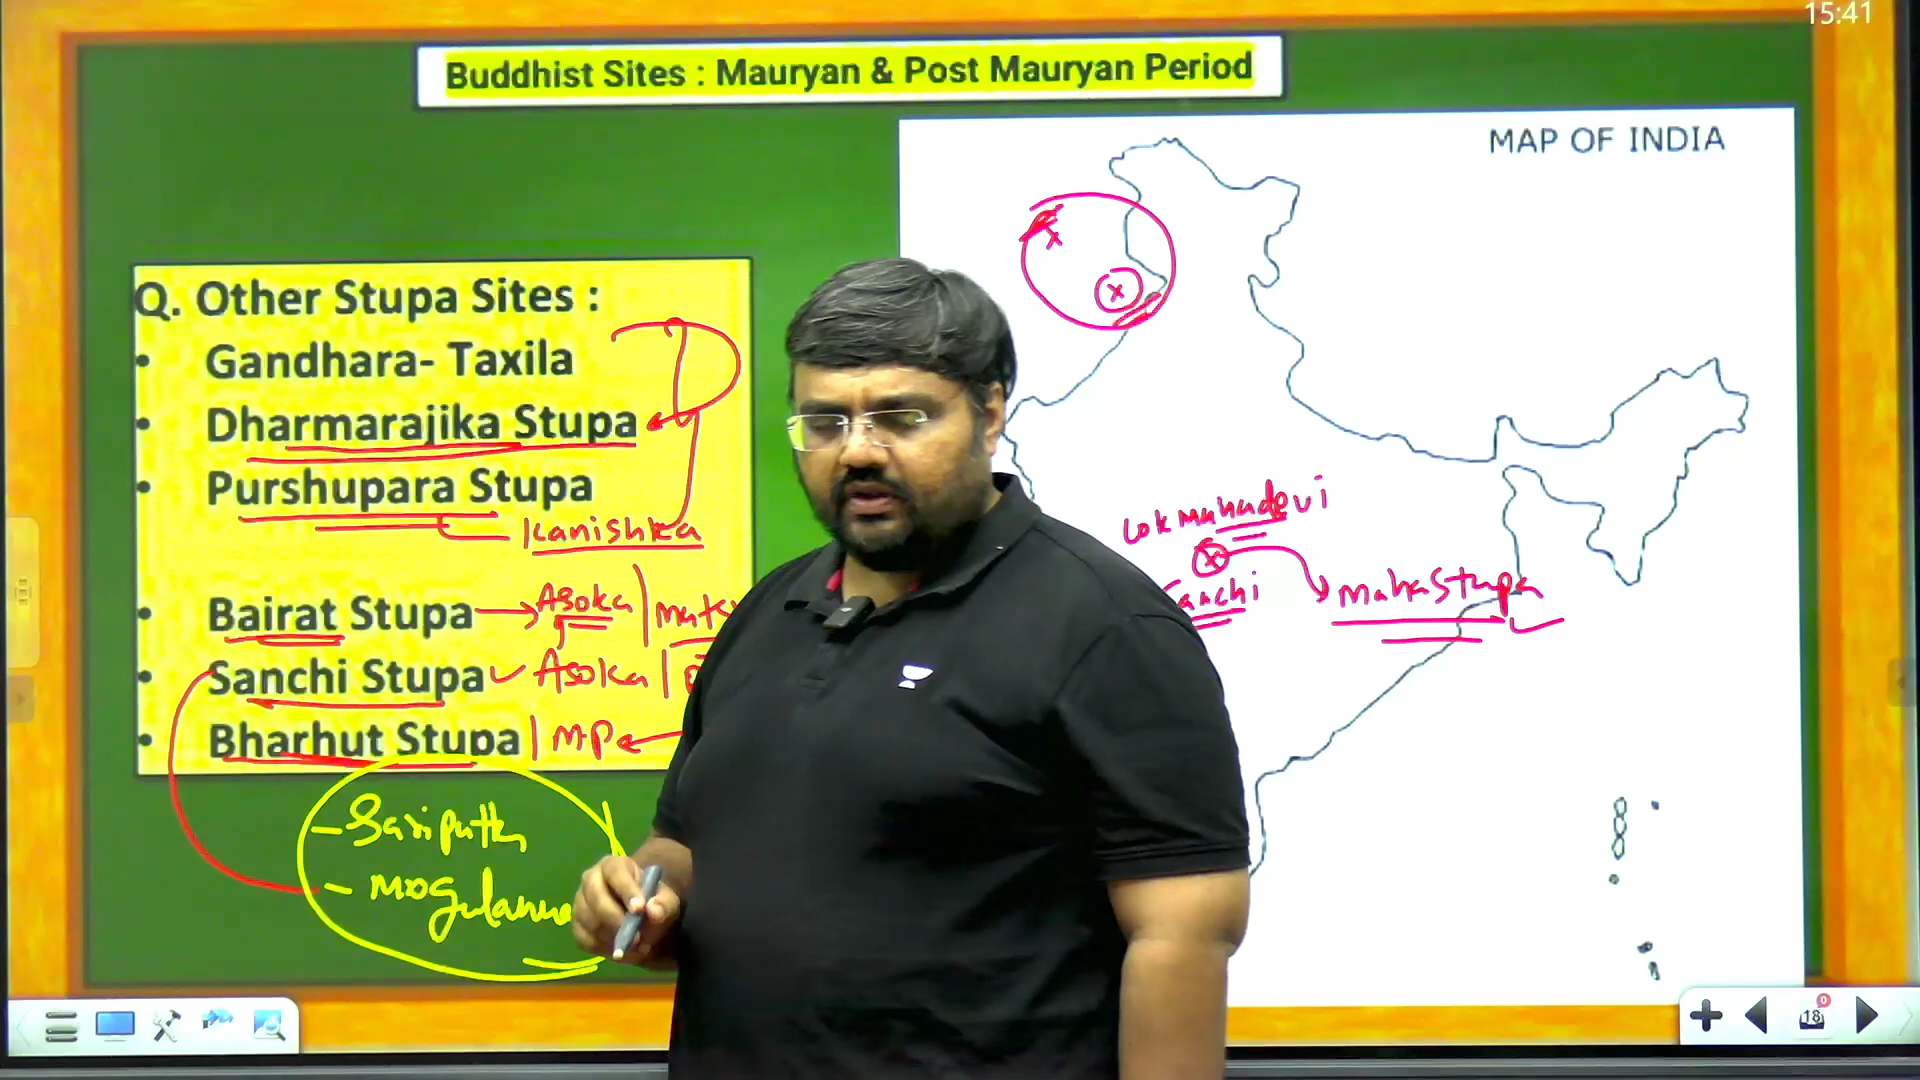 15:41
Buddhist Sites : Mauryan & Post Mauryan Period
MAP OF INDIA
Q. Other Stupa Sites :
• Gandhara- Taxila
• Dharmarajika Stupa
• Purshupara Stupa
Kanishka
• Bairat Stupa → Asoka |
• Sanchi Stupa Asoka |
• Bharhut Stupa | MP
- Sariputta
-
Lokmahadevi
Sanchi
Mahastupa
18
0